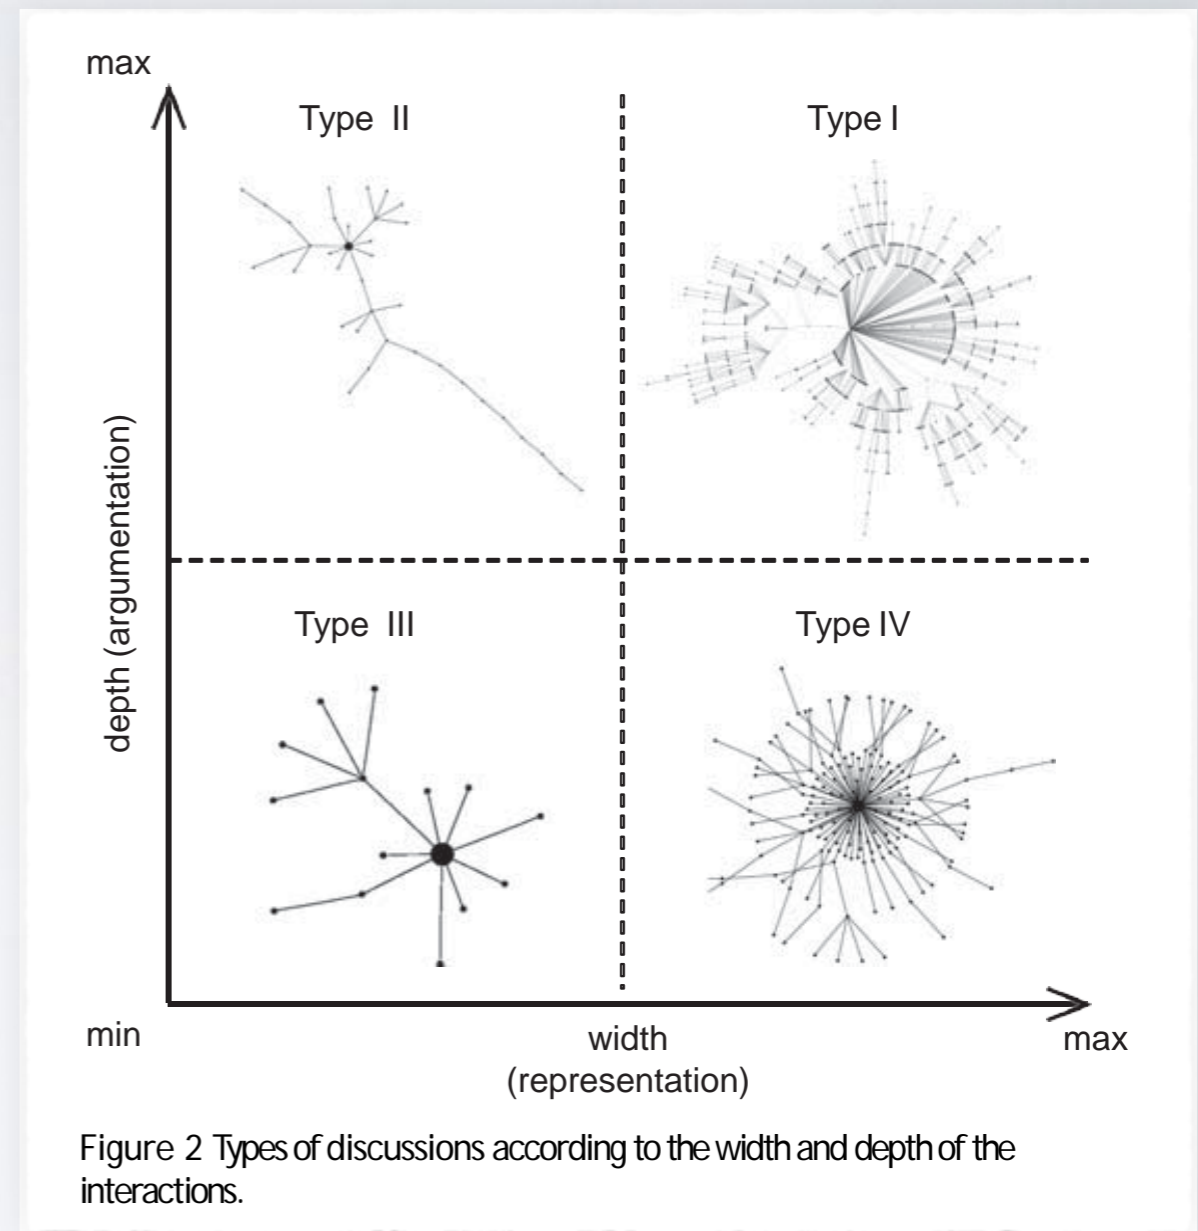 max
Type II
Type I
depth (argumentation)
Type III
Type IV
min
width
(representation)
max
Figure 2 Types of discussions according to the width and depth of the
interactions.